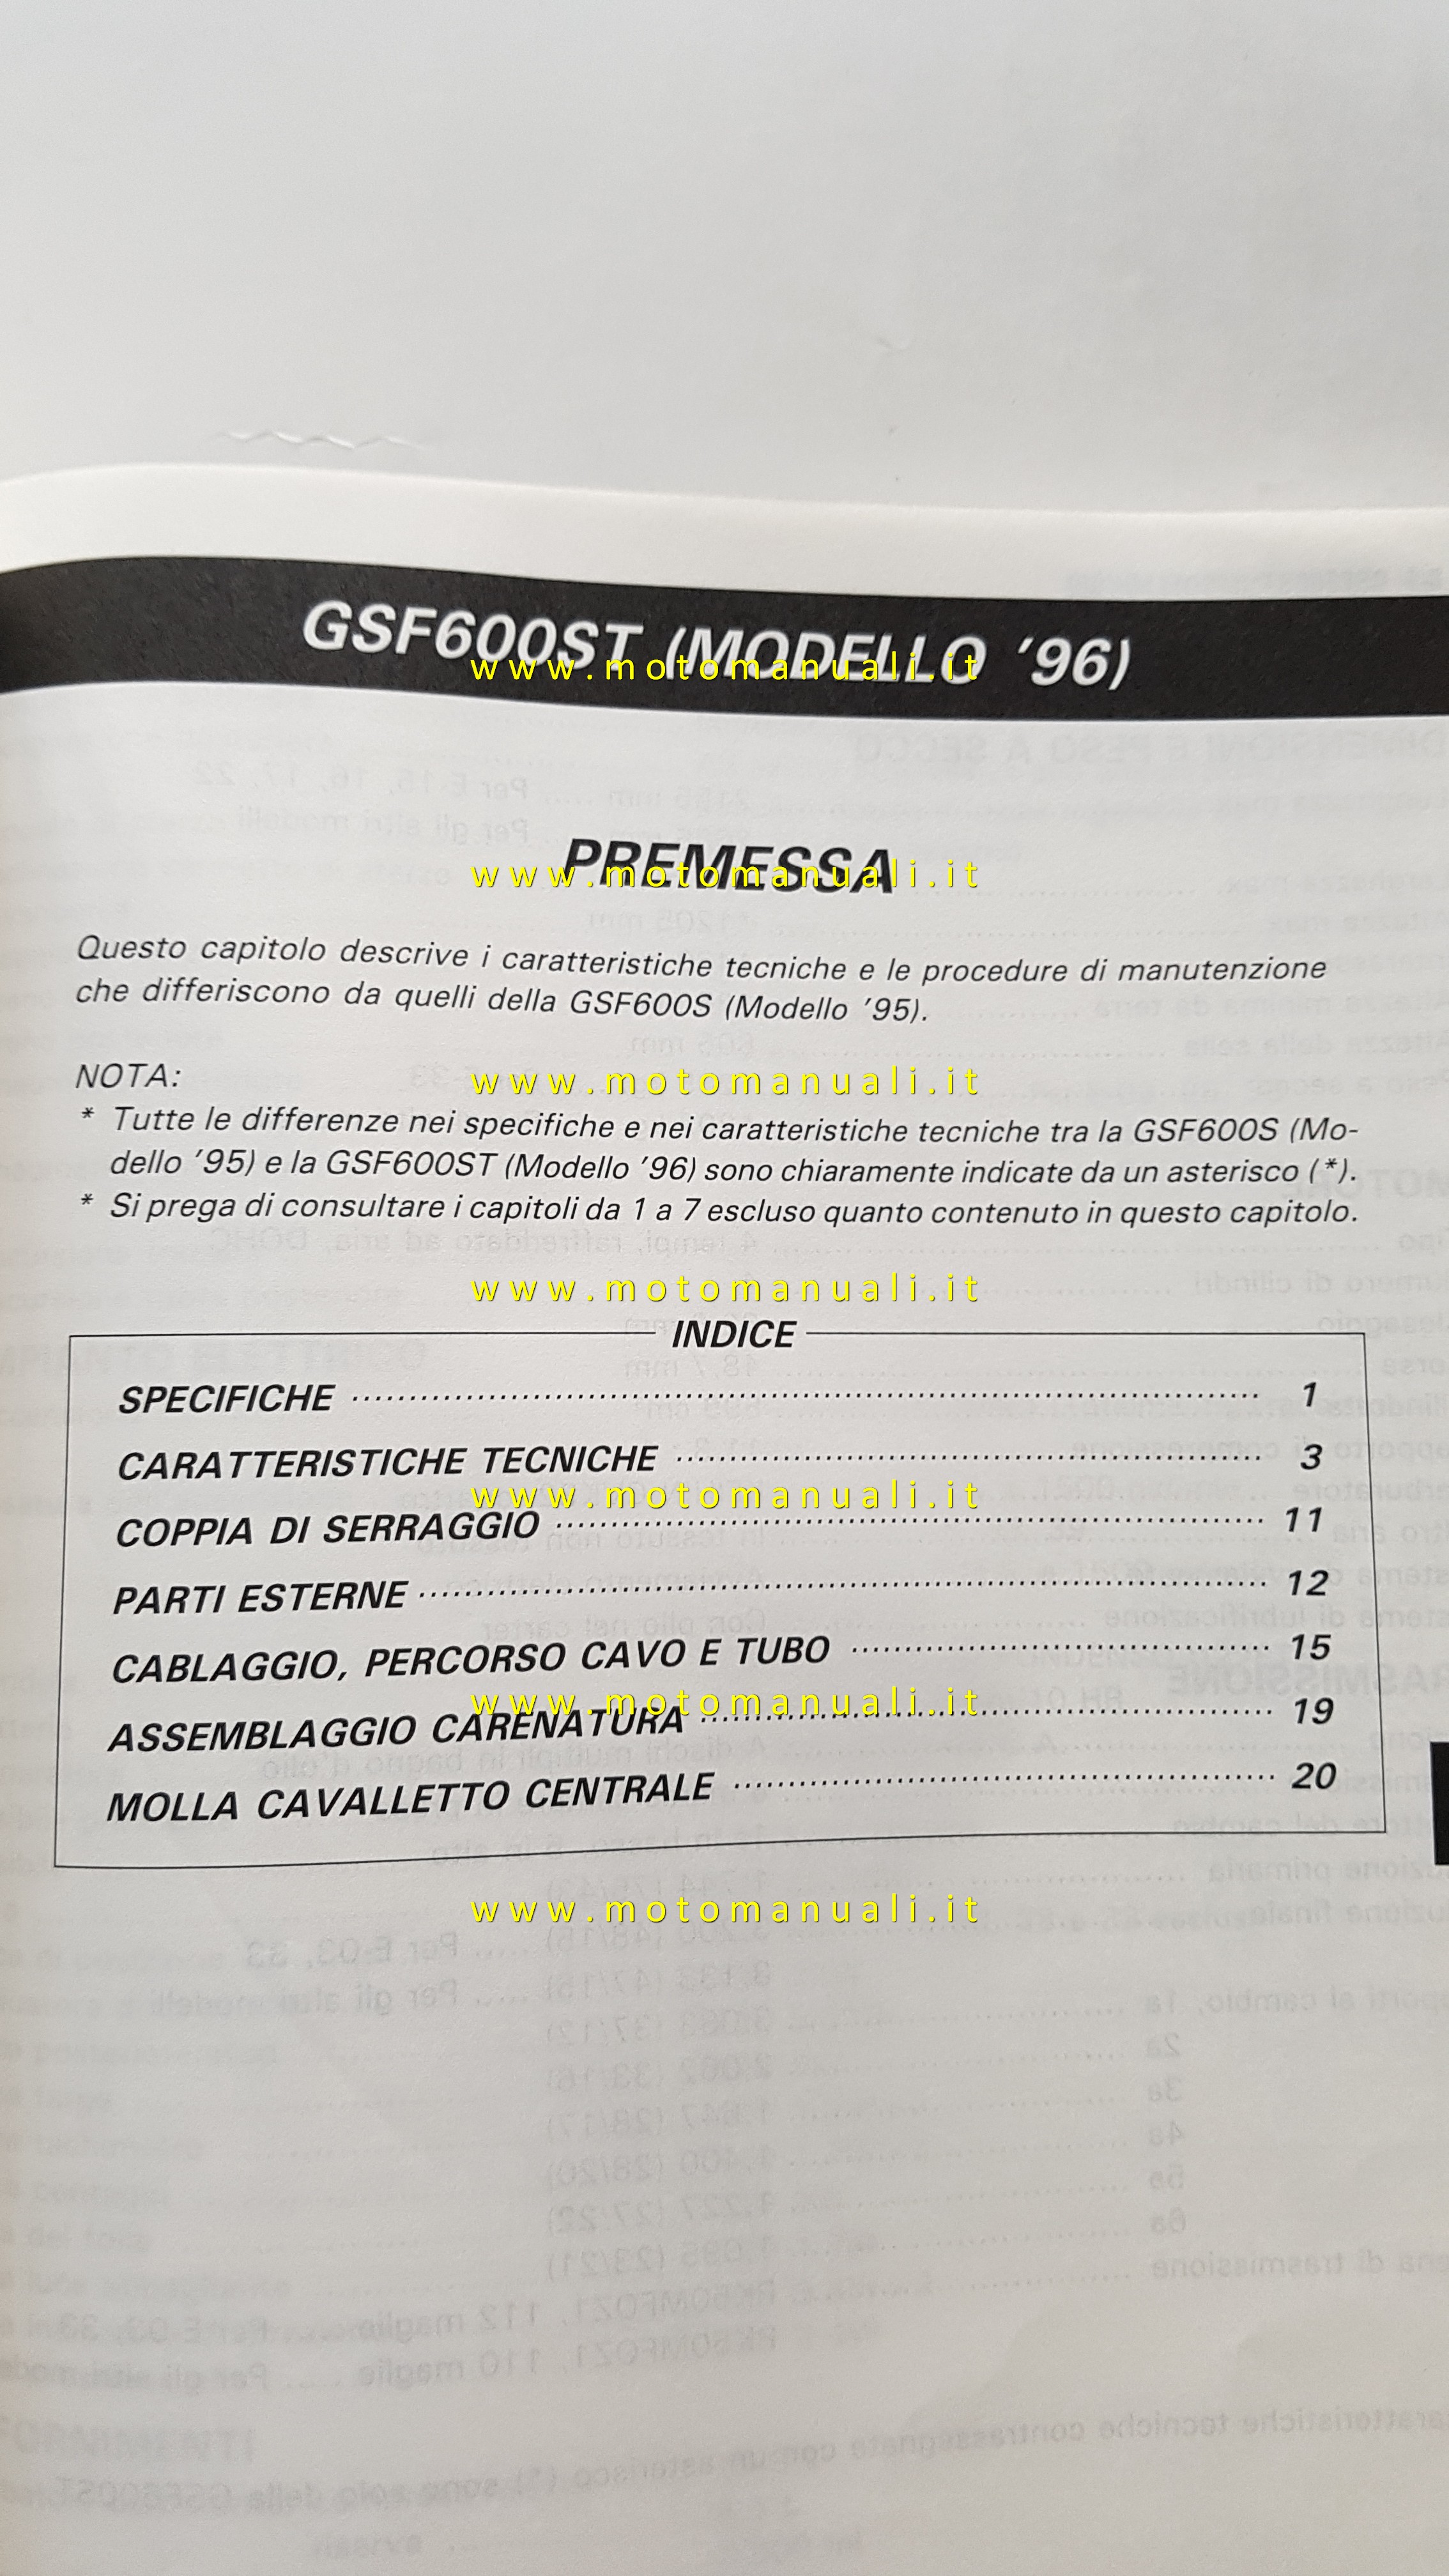 GSF600ST (MODELLO '96)
www.motomanuali.it
PREMESSA
www.motomanuali.it
Questo capitolo descrive i caratteristiche tecniche e le procedure di manutenzione
che differiscono da quelli della GSF600S (Modello '95).
NOTA:
www.motomanuali.it
* Tutte le differenze nei specifiche e nei caratteristiche tecniche tra la GSF600S (Mo-
dello '95) e la GSF600ST (Modello '96) sono chiaramente indicate da un asterisco (*).
* Si prega di consultare i capitoli da 1 a 7 escluso quanto contenuto in questo capitolo.
www.motomanuali.it
INDICE
SPECIFICHE 1
CARATTERISTICHE TECNICHE 3
www.motomanuali.it
COPPIA DI SERRAGGIO 11
PARTI ESTERNE 12
CABLAGGIO, PERCORSO CAVO E TUBO 15
www.motomanuali.it
ASSEMBLAGGIO CARENATURA 19
MOLLA CAVALLETTO CENTRALE 20
www.motomanuali.it